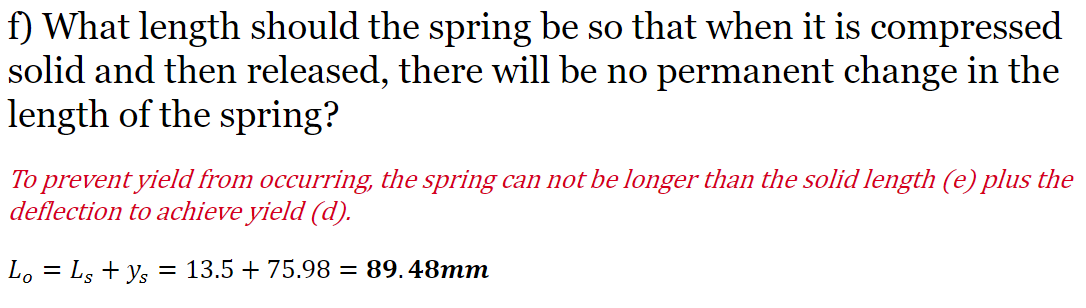 f) What length should the spring be so that when it is compressed
solid and then released, there will be no permanent change in the
length of the spring?
To prevent yield from occurring, the spring can not be longer than the solid length (e) plus the
deflection to achieve yield (d).
Lₒ = Lₛ + yₛ = 13.5 + 75.98 = 89.48mm